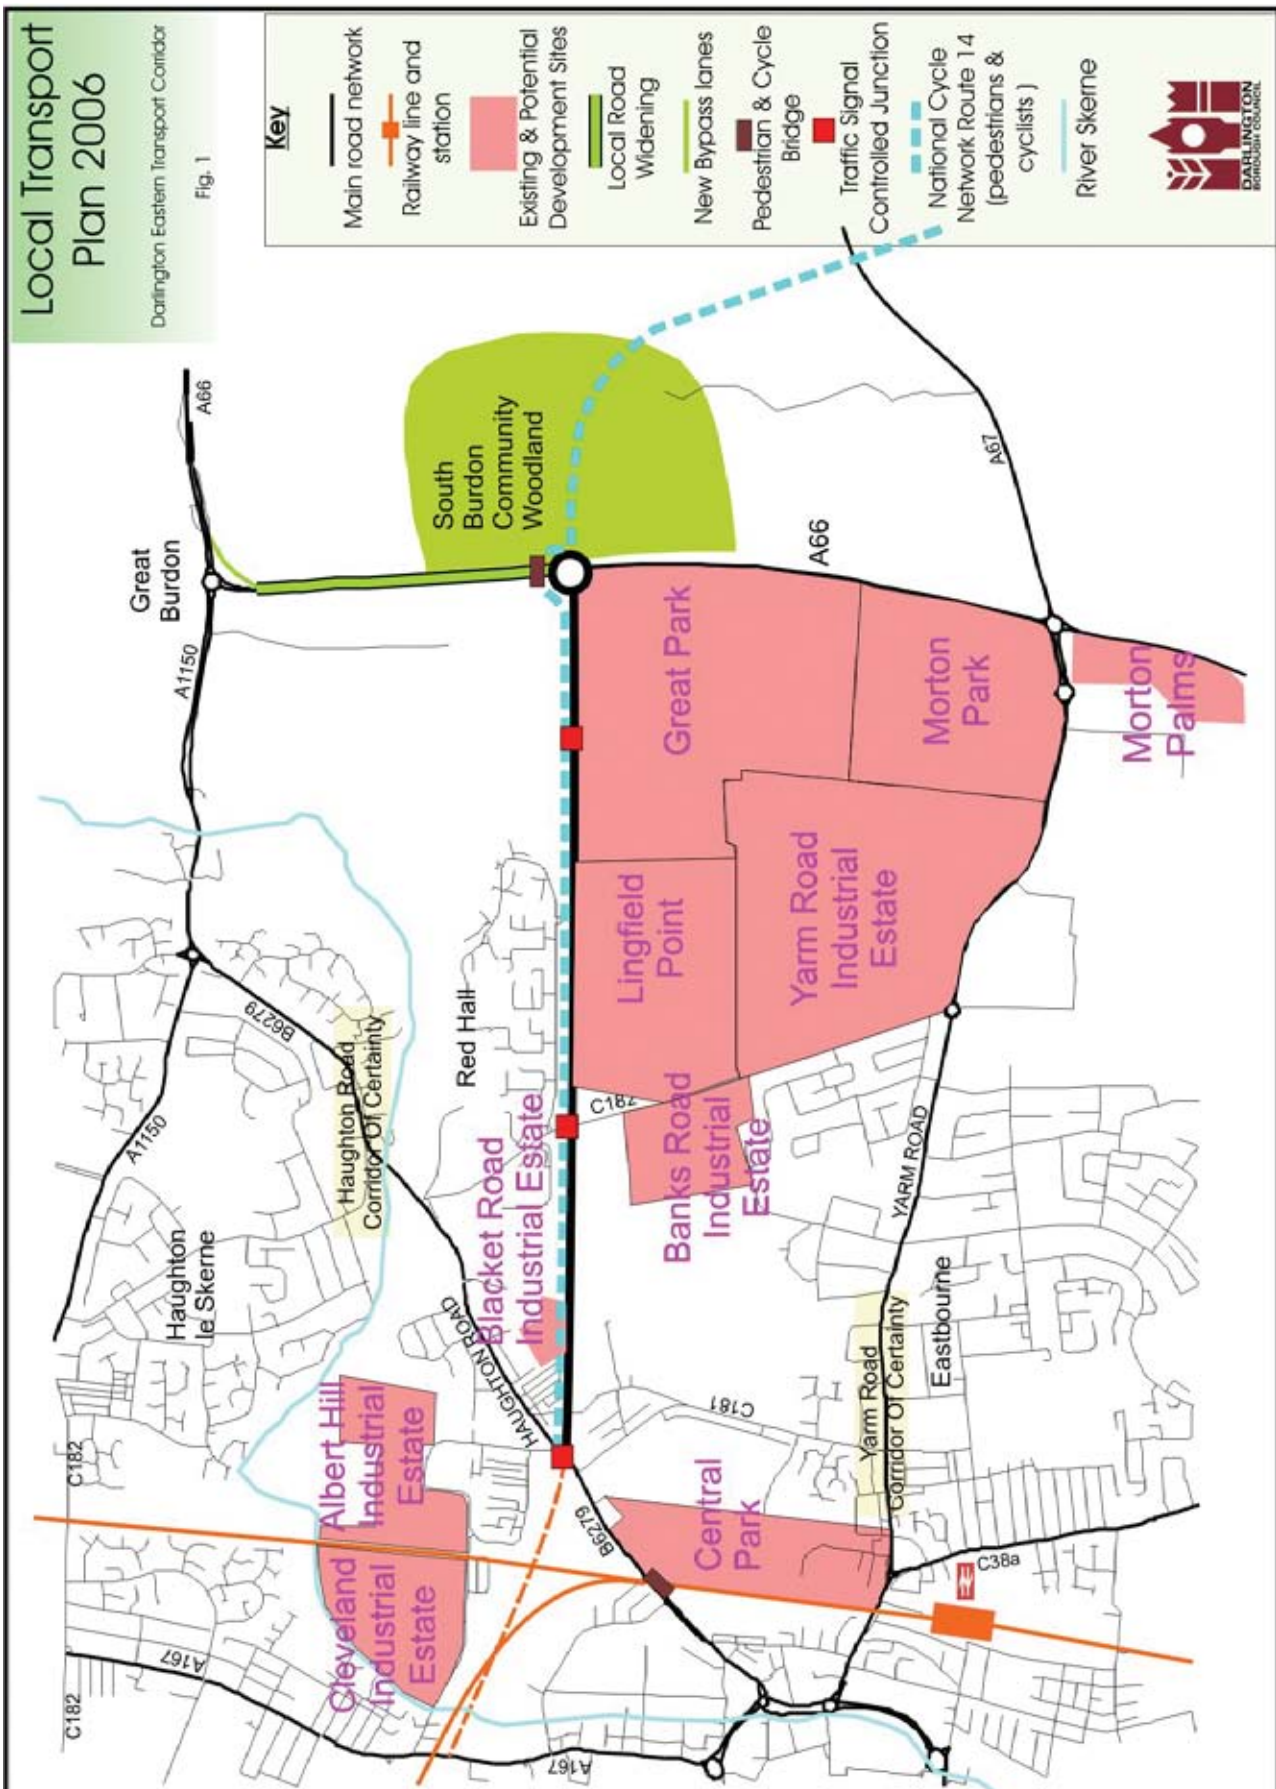 Local Transport
Plan 2006
Darlington Eastern Transport Corridor
Fig. 1
Key
Main road network
Railway line and
station
Existing & Potential
Development Sites
Local Road
Widening
New Bypass lanes
Pedestrian & Cycle
Bridge
Traffic Signal
Controlled Junction
National Cycle
Network Route 14
(pedestrians &
cyclists )
River Skerne
DARLINGTON
BOROUGH COUNCIL
A66
Great
Burdon
A1150
South
Burdon
Community
Woodland
A66
A67
B6279
A1150
Haughton Road
Corridor Of Certainty
Haughton
le Skerne
Red Hall
Great Park
Morton
Park
Morton
Palms
Lingfield
Point
Yarm Road
Industrial
Estate
C182
Banks Road
Industrial
Estate
Blacket Road
Industrial Estate
HAUGHTON ROAD
YARM ROAD
Yarm Road
Corridor Of Certainty
Eastbourne
C181
Albert Hill
Industrial
Estate
Cleveland
Industrial
Estate
C182
C182
A167
A167
B6279
Central
Park
C38a